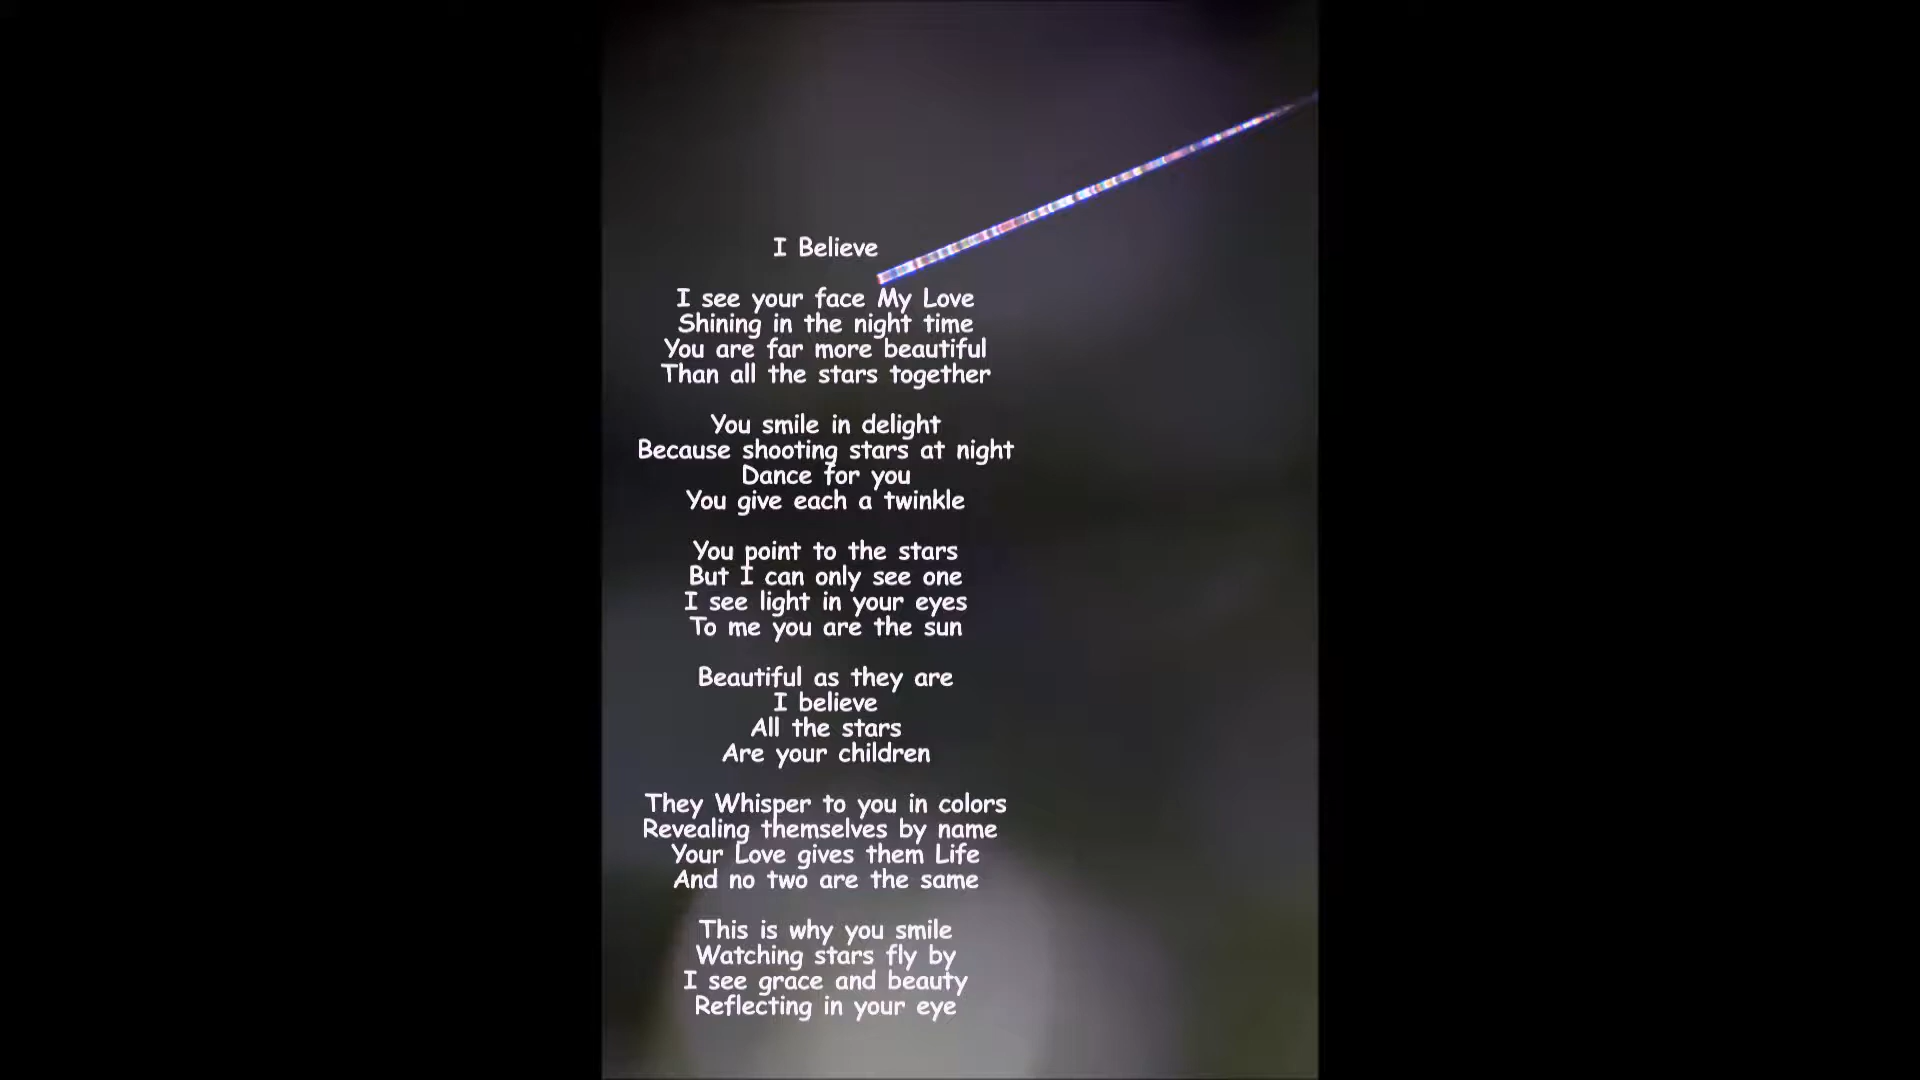 I Believe
I see your face My Love
Shining in the night time
You are far more beautiful
Than all the stars together
You smile in delight
Because shooting stars at night
Dance for you
You give each a twinkle
You point to the stars
But I can only see one
I see light in your eyes
To me you are the sun
Beautiful as they are
I believe
All the stars
Are your children
They Whisper to you in colors
Revealing themselves by name
Your Love gives them Life
And no two are the same
This is why you smile
Watching stars fly by
I see grace and beauty
Reflecting in your eye